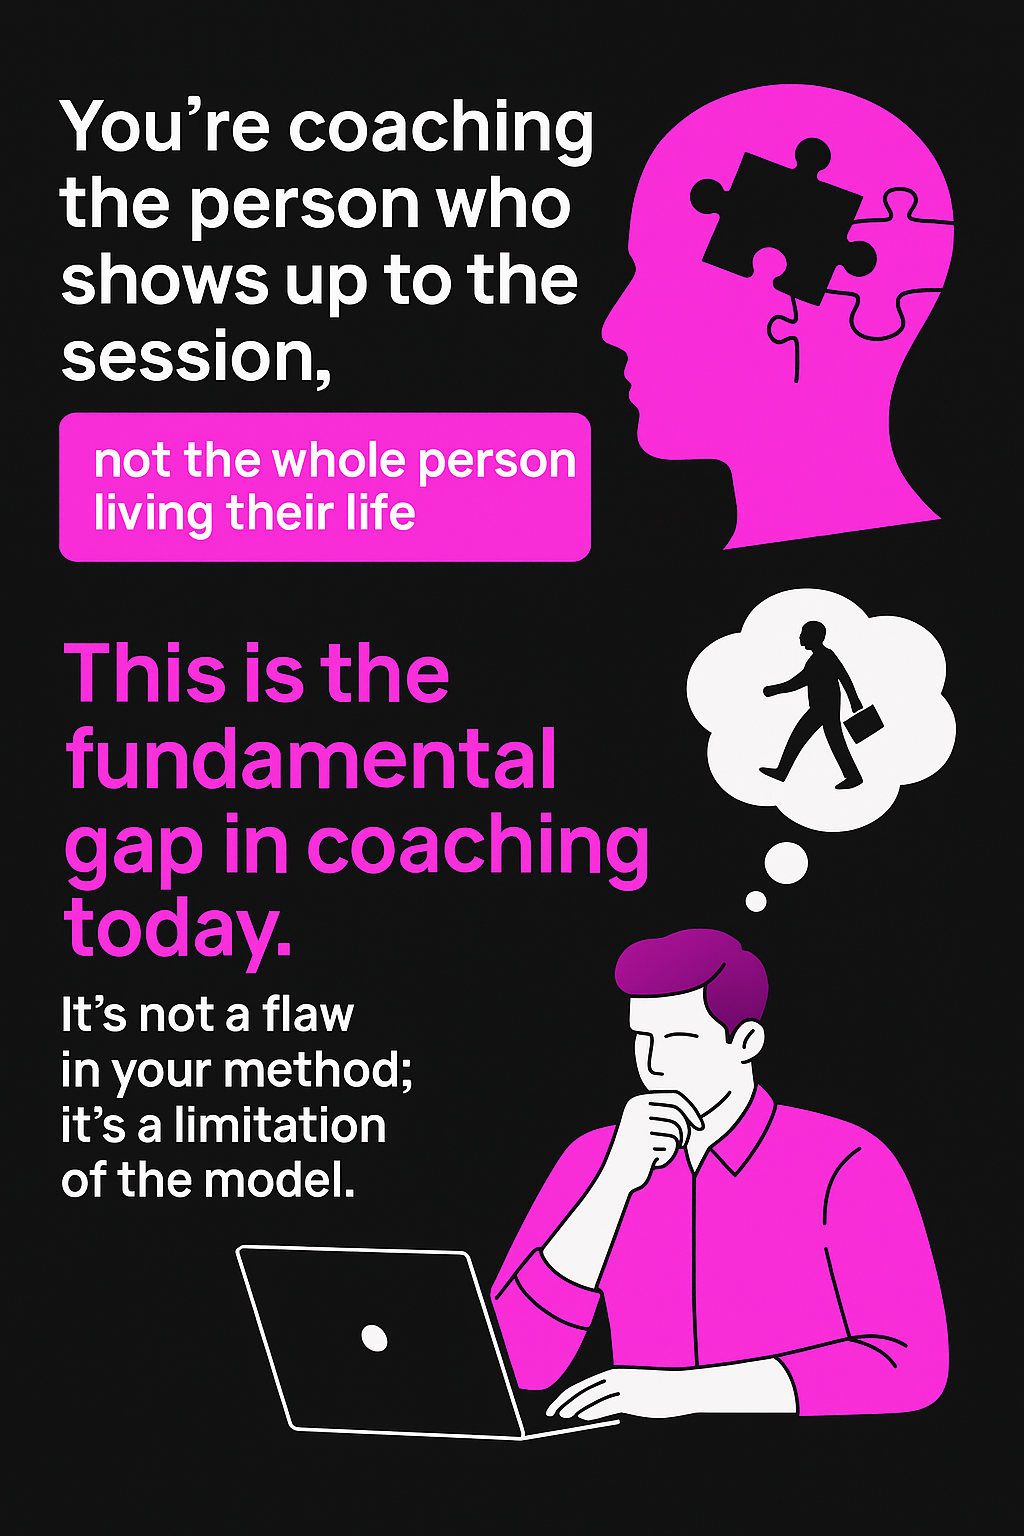 You’re coaching
the person who
shows up to the
session,
not the whole person
living their life
This is the
fundamental
gap in coaching
today.
It’s not a flaw
in your method;
it’s a limitation
of the model.